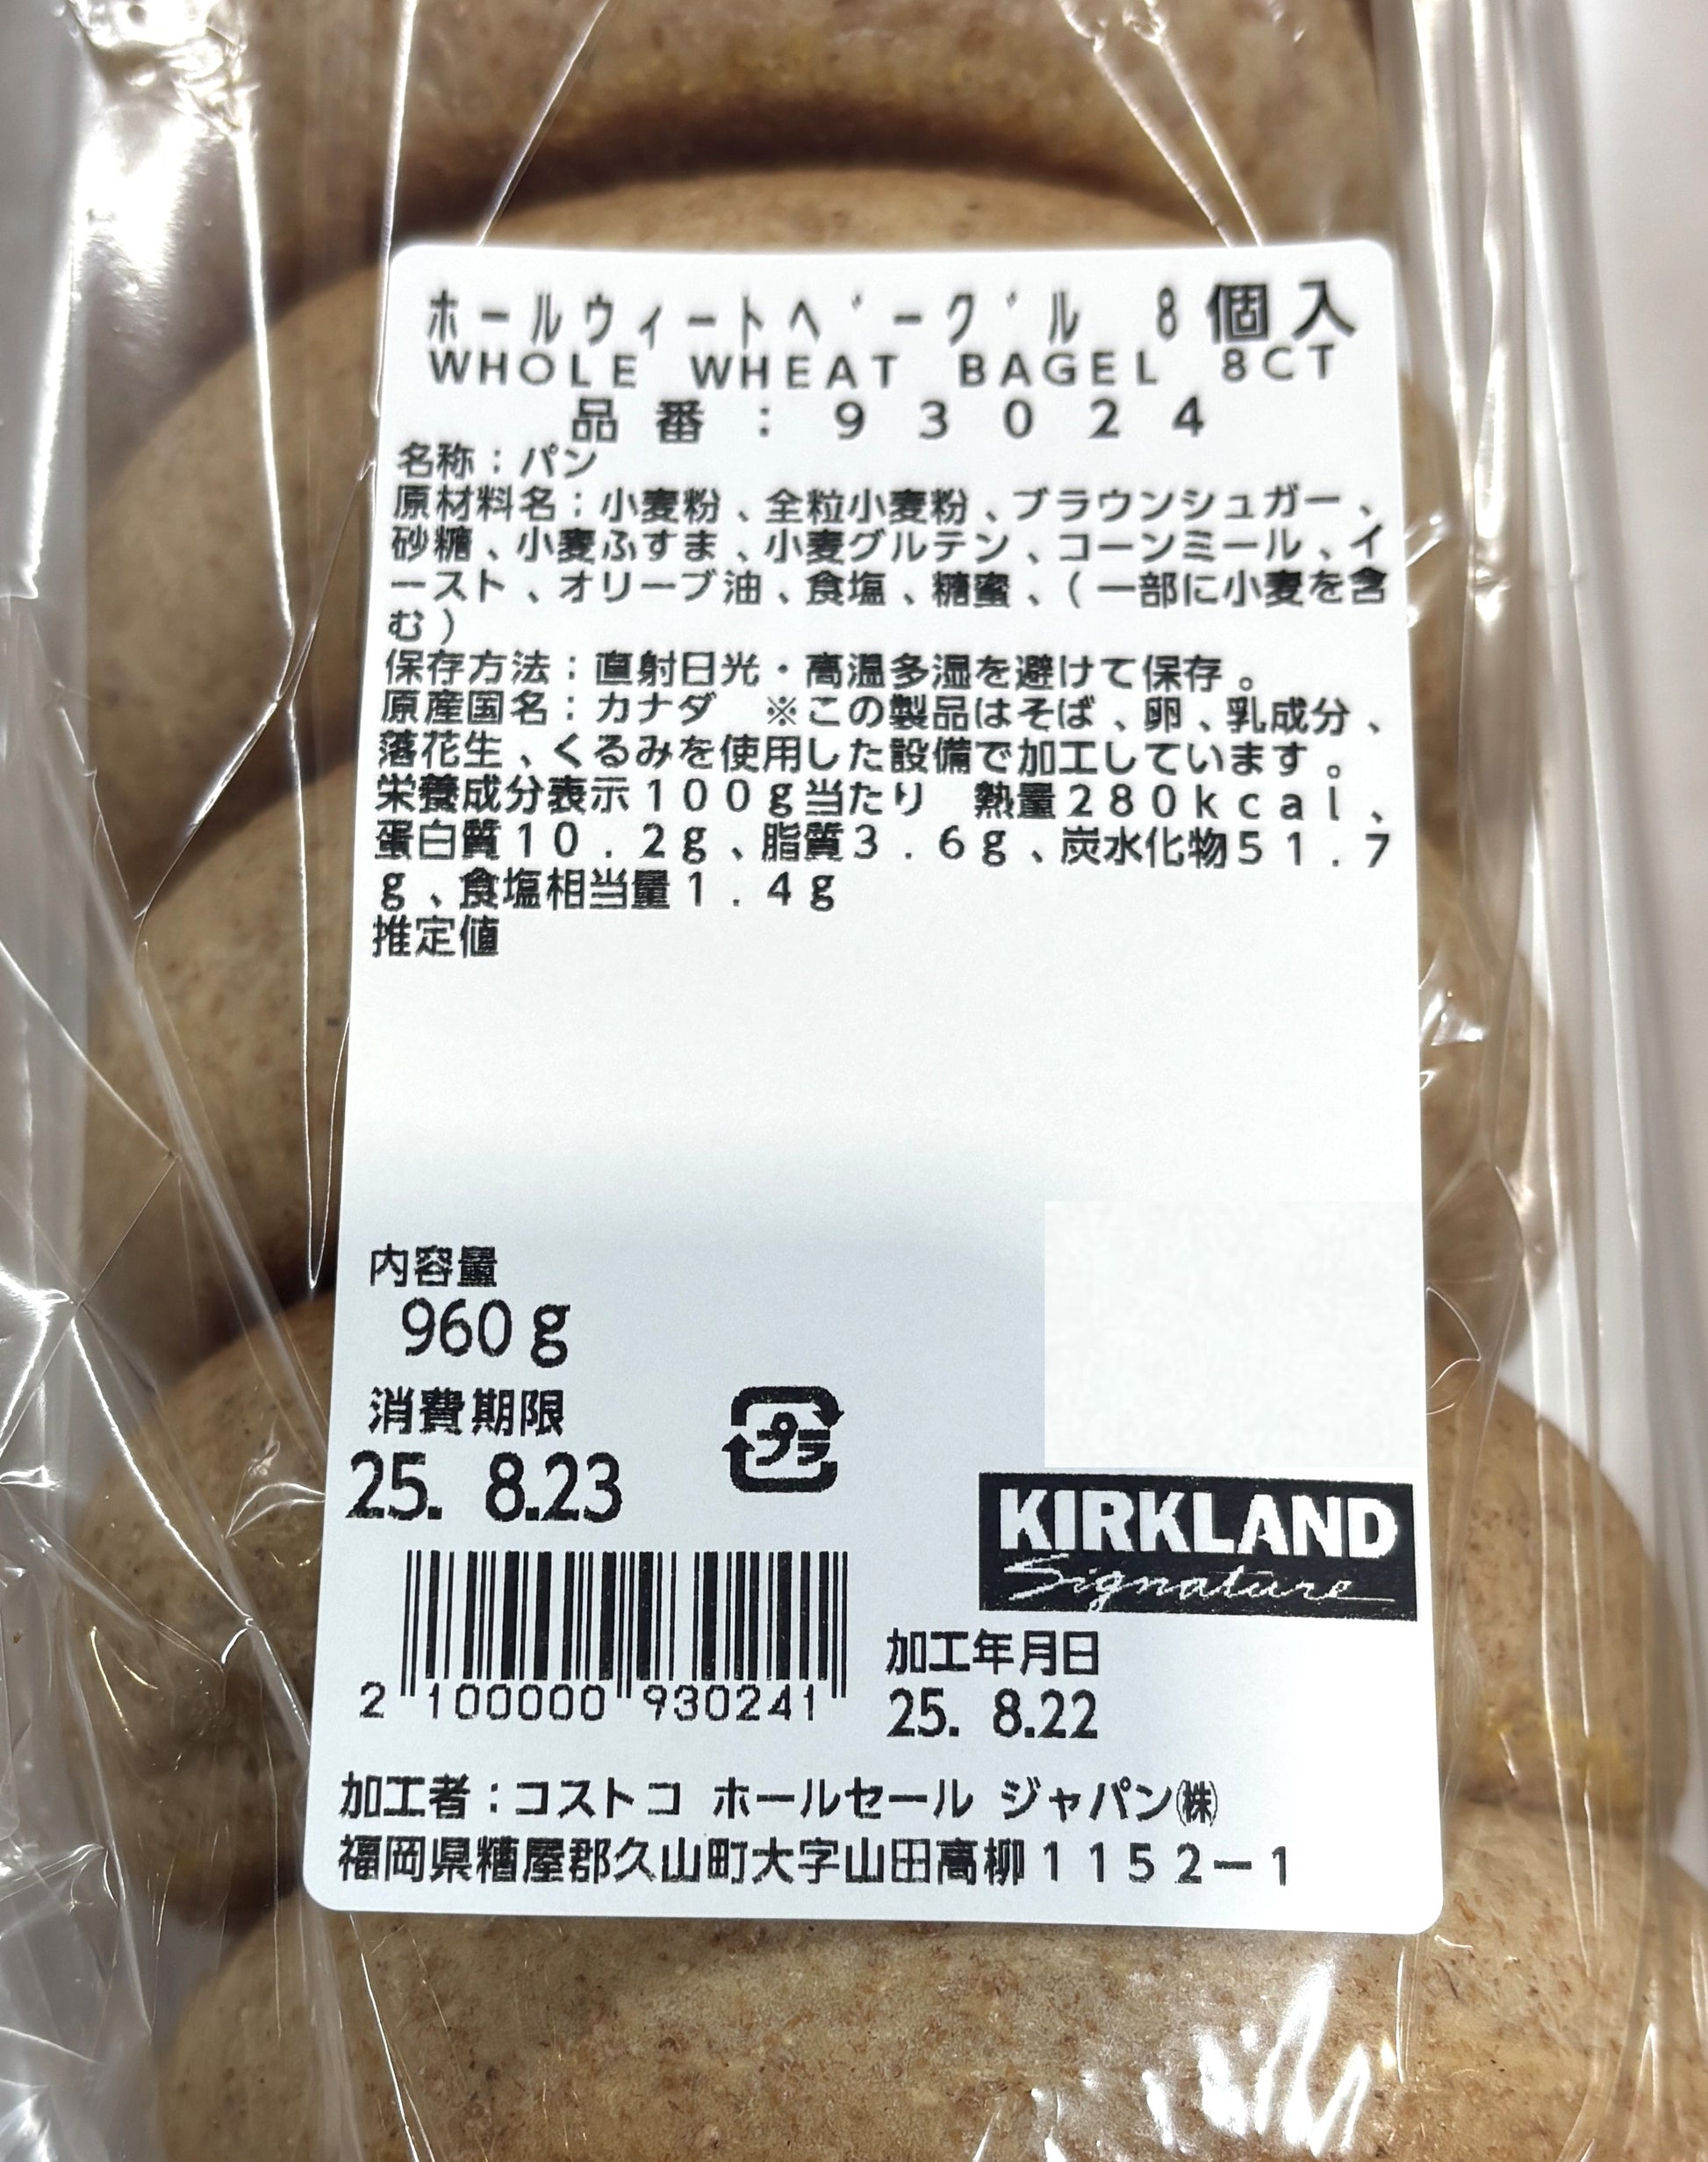 ホールウィートベーグル 8個入
WHOLE WHEAT BAGEL 8CT
品番：93024
名称：パン
原材料名：小麦粉、全粒小麦粉、ブラウンシュガー、
砂糖、小麦ふすま、小麦グルテン、コーンミール、イ
ースト、オリーブ油、食塩、糖蜜、（一部に小麦を含
む）
保存方法：直射日光・高温多湿を避けて保存。
原産国名：カナダ ※この製品はそば、卵、乳成分、
落花生、くるみを使用した設備で加工しています。
栄養成分表示100g当たり 熱量280kcal、
蛋白質10.2g、脂質3.6g、炭水化物51.7
g、食塩相当量1.4g
推定値
内容量
960g
消費期限
25. 8.23
プラ
KIRKLAND
Signature
2 100000 930241
加工年月日
25. 8.22
加工者：コストコ ホールセール ジャパン㈱
福岡県糟屋郡久山町大字山田高柳1152ー1